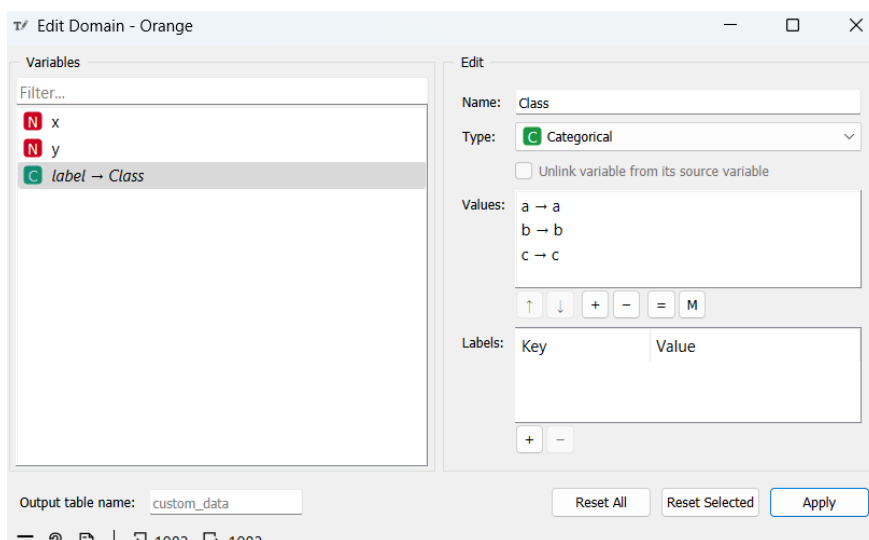 Edit Domain - Orange
Variables
Filter...
N x
N y
C label → Class
Edit
Name: Class
Type: C Categorical
Unlink variable from its source variable
Values: a → a
b → b
c → c
↑ ↓ + − = M
Labels: Key Value
+ −
Output table name: custom_data
Reset All Reset Selected Apply